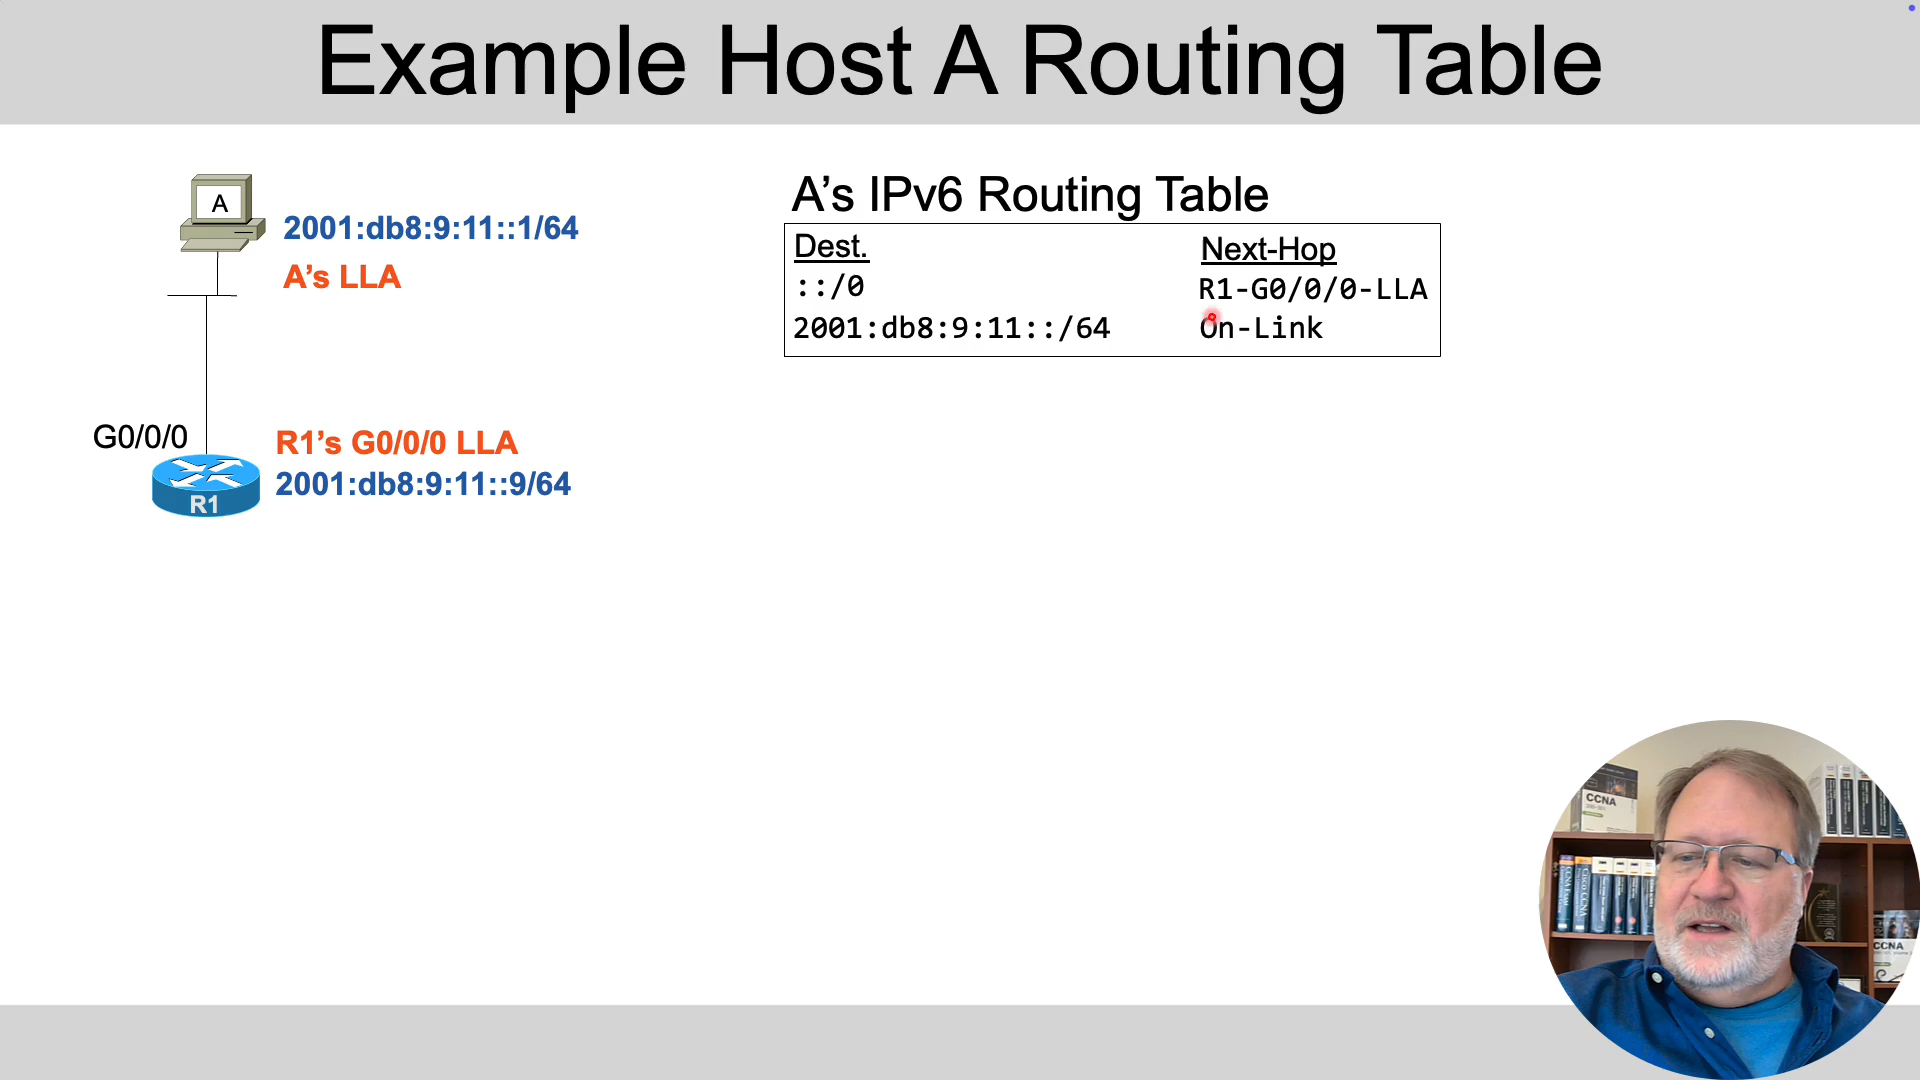 Example Host A Routing Table
A
2001:db8:9:11::1/64
A’s LLA
G0/0/0
R1’s G0/0/0 LLA
2001:db8:9:11::9/64
R1
A’s IPv6 Routing Table
Dest. Next-Hop
::/0 R1-G0/0/0-LLA
2001:db8:9:11::/64 On-Link
CCNA
CCNA